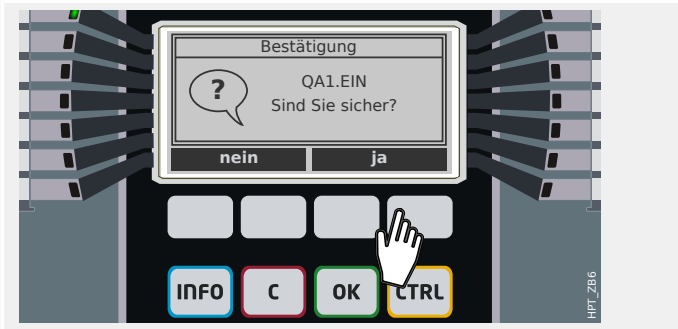 Bestätigung
?
QA1.EIN
Sind Sie sicher?
nein ja
INFO C OK CTRL
HPT_ZB6